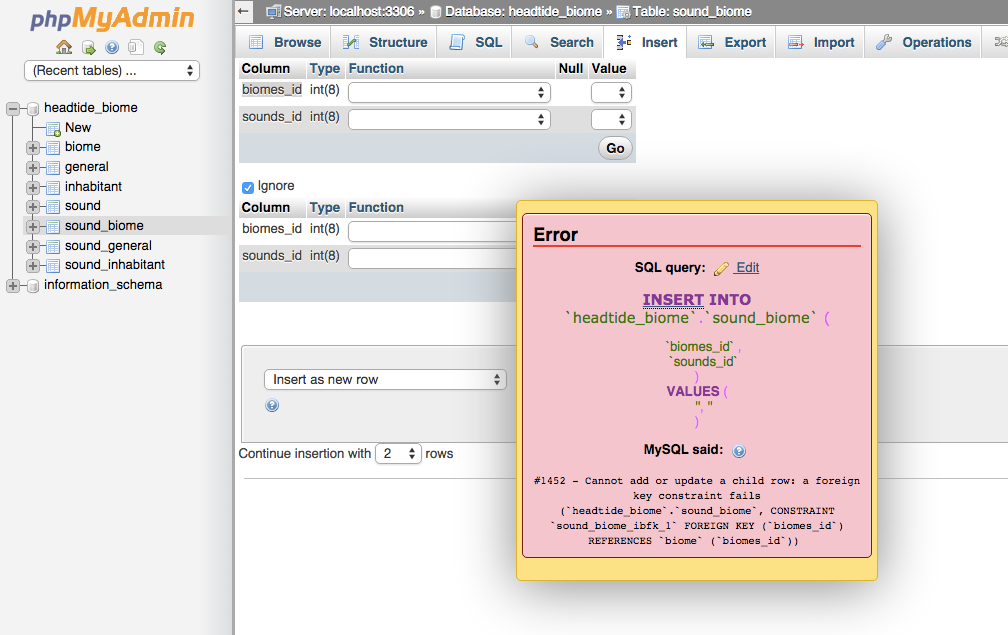 phpMyAdmin
(Recent tables) ...
headtide_biome
New
biome
general
inhabitant
sound
sound_biome
sound_general
sound_inhabitant
information_schema
Server: localhost:3306 » Database: headtide_biome » Table: sound_biome
Browse Structure SQL Search Insert Export Import Operations
Column Type Function Null Value
biomes_id int(8)
sounds_id int(8)
Go
Ignore
Column Type Function
biomes_id int(8)
sounds_id int(8)
Insert as new row
Continue insertion with 2 rows
Error
SQL query: Edit
INSERT INTO
`headtide_biome`.`sound_biome` (
`biomes_id` ,
`sounds_id`
)
VALUES (
'', ''
)
MySQL said:
#1452 - Cannot add or update a child row: a foreign
key constraint fails
(`headtide_biome`.`sound_biome`, CONSTRAINT
`sound_biome_ibfk_1` FOREIGN KEY (`biomes_id`)
REFERENCES `biome` (`biomes_id`))